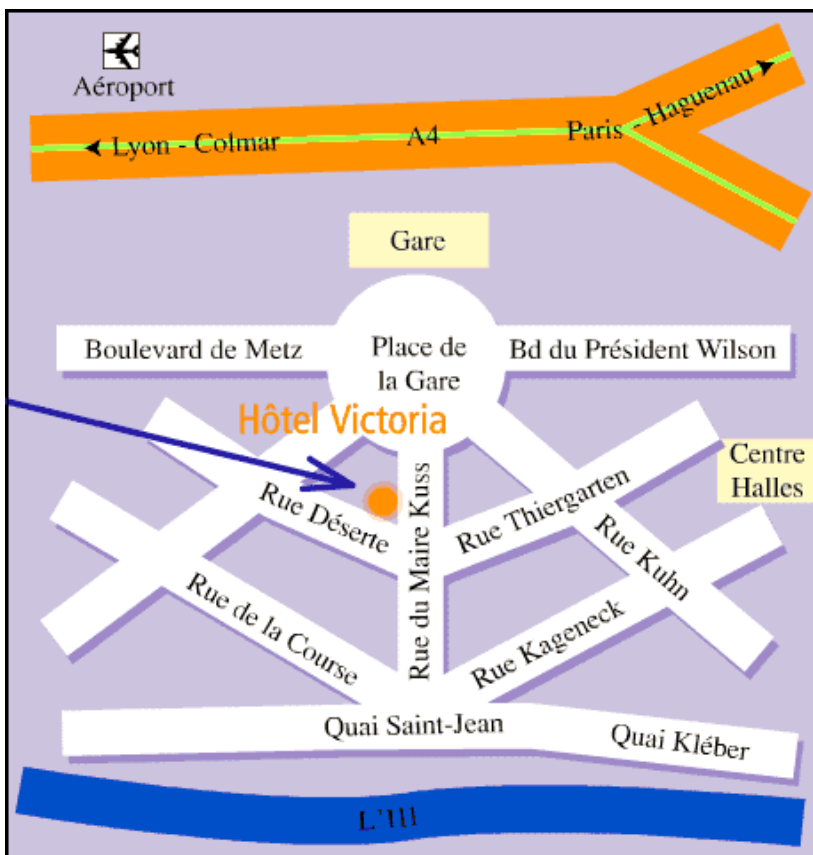 Aéroport
Lyon - Colmar
A4
Paris - Haguenau
Gare
Boulevard de Metz
Place de
la Gare
Bd du Président Wilson
Hôtel Victoria
Centre
Halles
Rue Déserte
Rue du Maire Kuss
Rue Thiergarten
Rue Kuhn
Rue de la Course
Rue Kageneck
Quai Saint-Jean
Quai Kléber
L'Ill